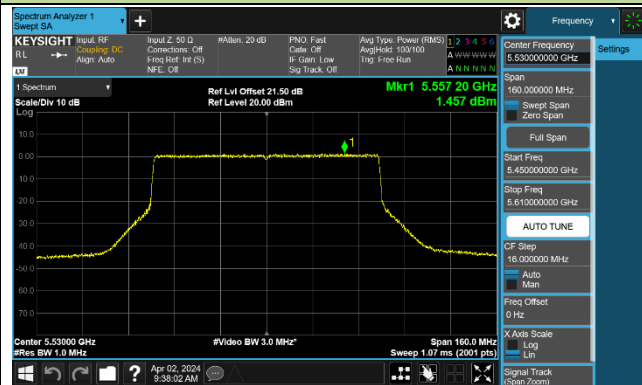 Spectrum Analyzer 1
Swept SA
Frequency
KEYSIGHT
RL
Input: RF
Coupling: DC
Align: Auto
Input Z: 50 Ω
Corrections: Off
Freq Ref: Int (S)
NFE: Off
#Atten: 20 dB
PNO: Fast
Gate: Off
IF Gain: Low
Sig Track: Off
Avg Type: Power (RMS)
Avg|Hold: 100/100
Trig: Free Run
1 2 3 4 5 6
A W W W W W
A N N N N N
LXI
1 Spectrum
Scale/Div 10 dB
Log
Ref Lvl Offset 21.50 dB
Ref Level 20.00 dBm
Mkr1 5.557 20 GHz
1.457 dBm
1
10.0
0.00
-10.0
-20.0
-30.0
-40.0
-50.0
-60.0
-70.0
Center 5.53000 GHz
#Res BW 1.0 MHz
#Video BW 3.0 MHz*
Span 160.0 MHz
Sweep 1.07 ms (2001 pts)
Apr 02, 2024
9:38:02 AM
?
Center Frequency
5.530000000 GHz
Span
160.000000 MHz
Swept Span
Zero Span
Full Span
Start Freq
5.450000000 GHz
Stop Freq
5.610000000 GHz
AUTO TUNE
CF Step
16.000000 MHz
Auto
Man
Freq Offset
0 Hz
X Axis Scale
Log
Lin
Signal Track
(Span Zoom)
Settings